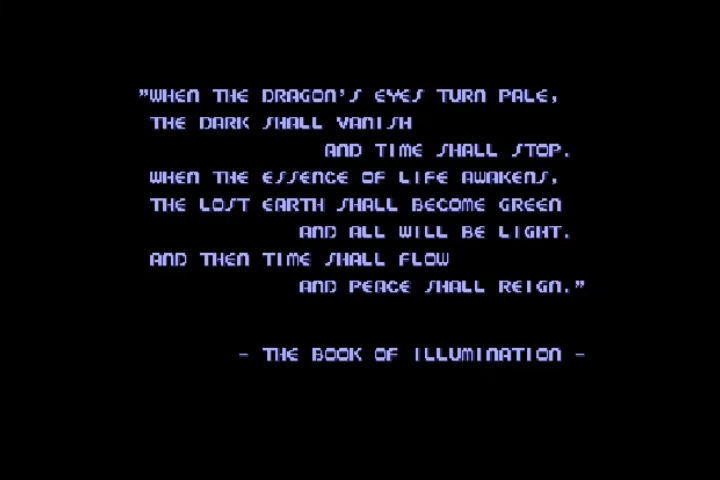 "WHEN THE DRAGON'S EYES TURN PALE,
THE DARK SHALL VANISH
AND TIME SHALL STOP.
WHEN THE ESSENCE OF LIFE AWAKENS,
THE LOST EARTH SHALL BECOME GREEN
AND ALL WILL BE LIGHT.
AND THEN TIME SHALL FLOW
AND PEACE SHALL REIGN."
- THE BOOK OF ILLUMINATION -